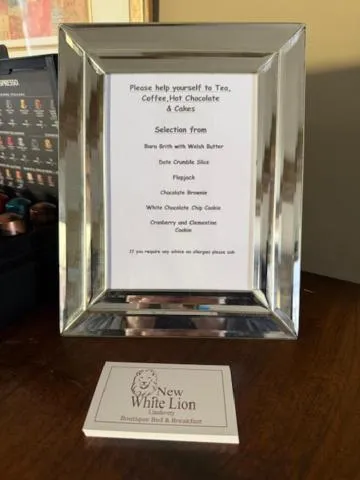 Please help yourself to Tea,
Coffee,Hot Chocolate
& Cakes
Selection from
Bara Brith with Welsh Butter
Date Crumble Slice
Flapjack
Chocolate Brownie
White Chocolate Chip Cookie
Cranberry and Clementine
Cookie
If you require any advice on allergies please ask
New
White Lion
Llandovery
Boutique Bed & Breakfast